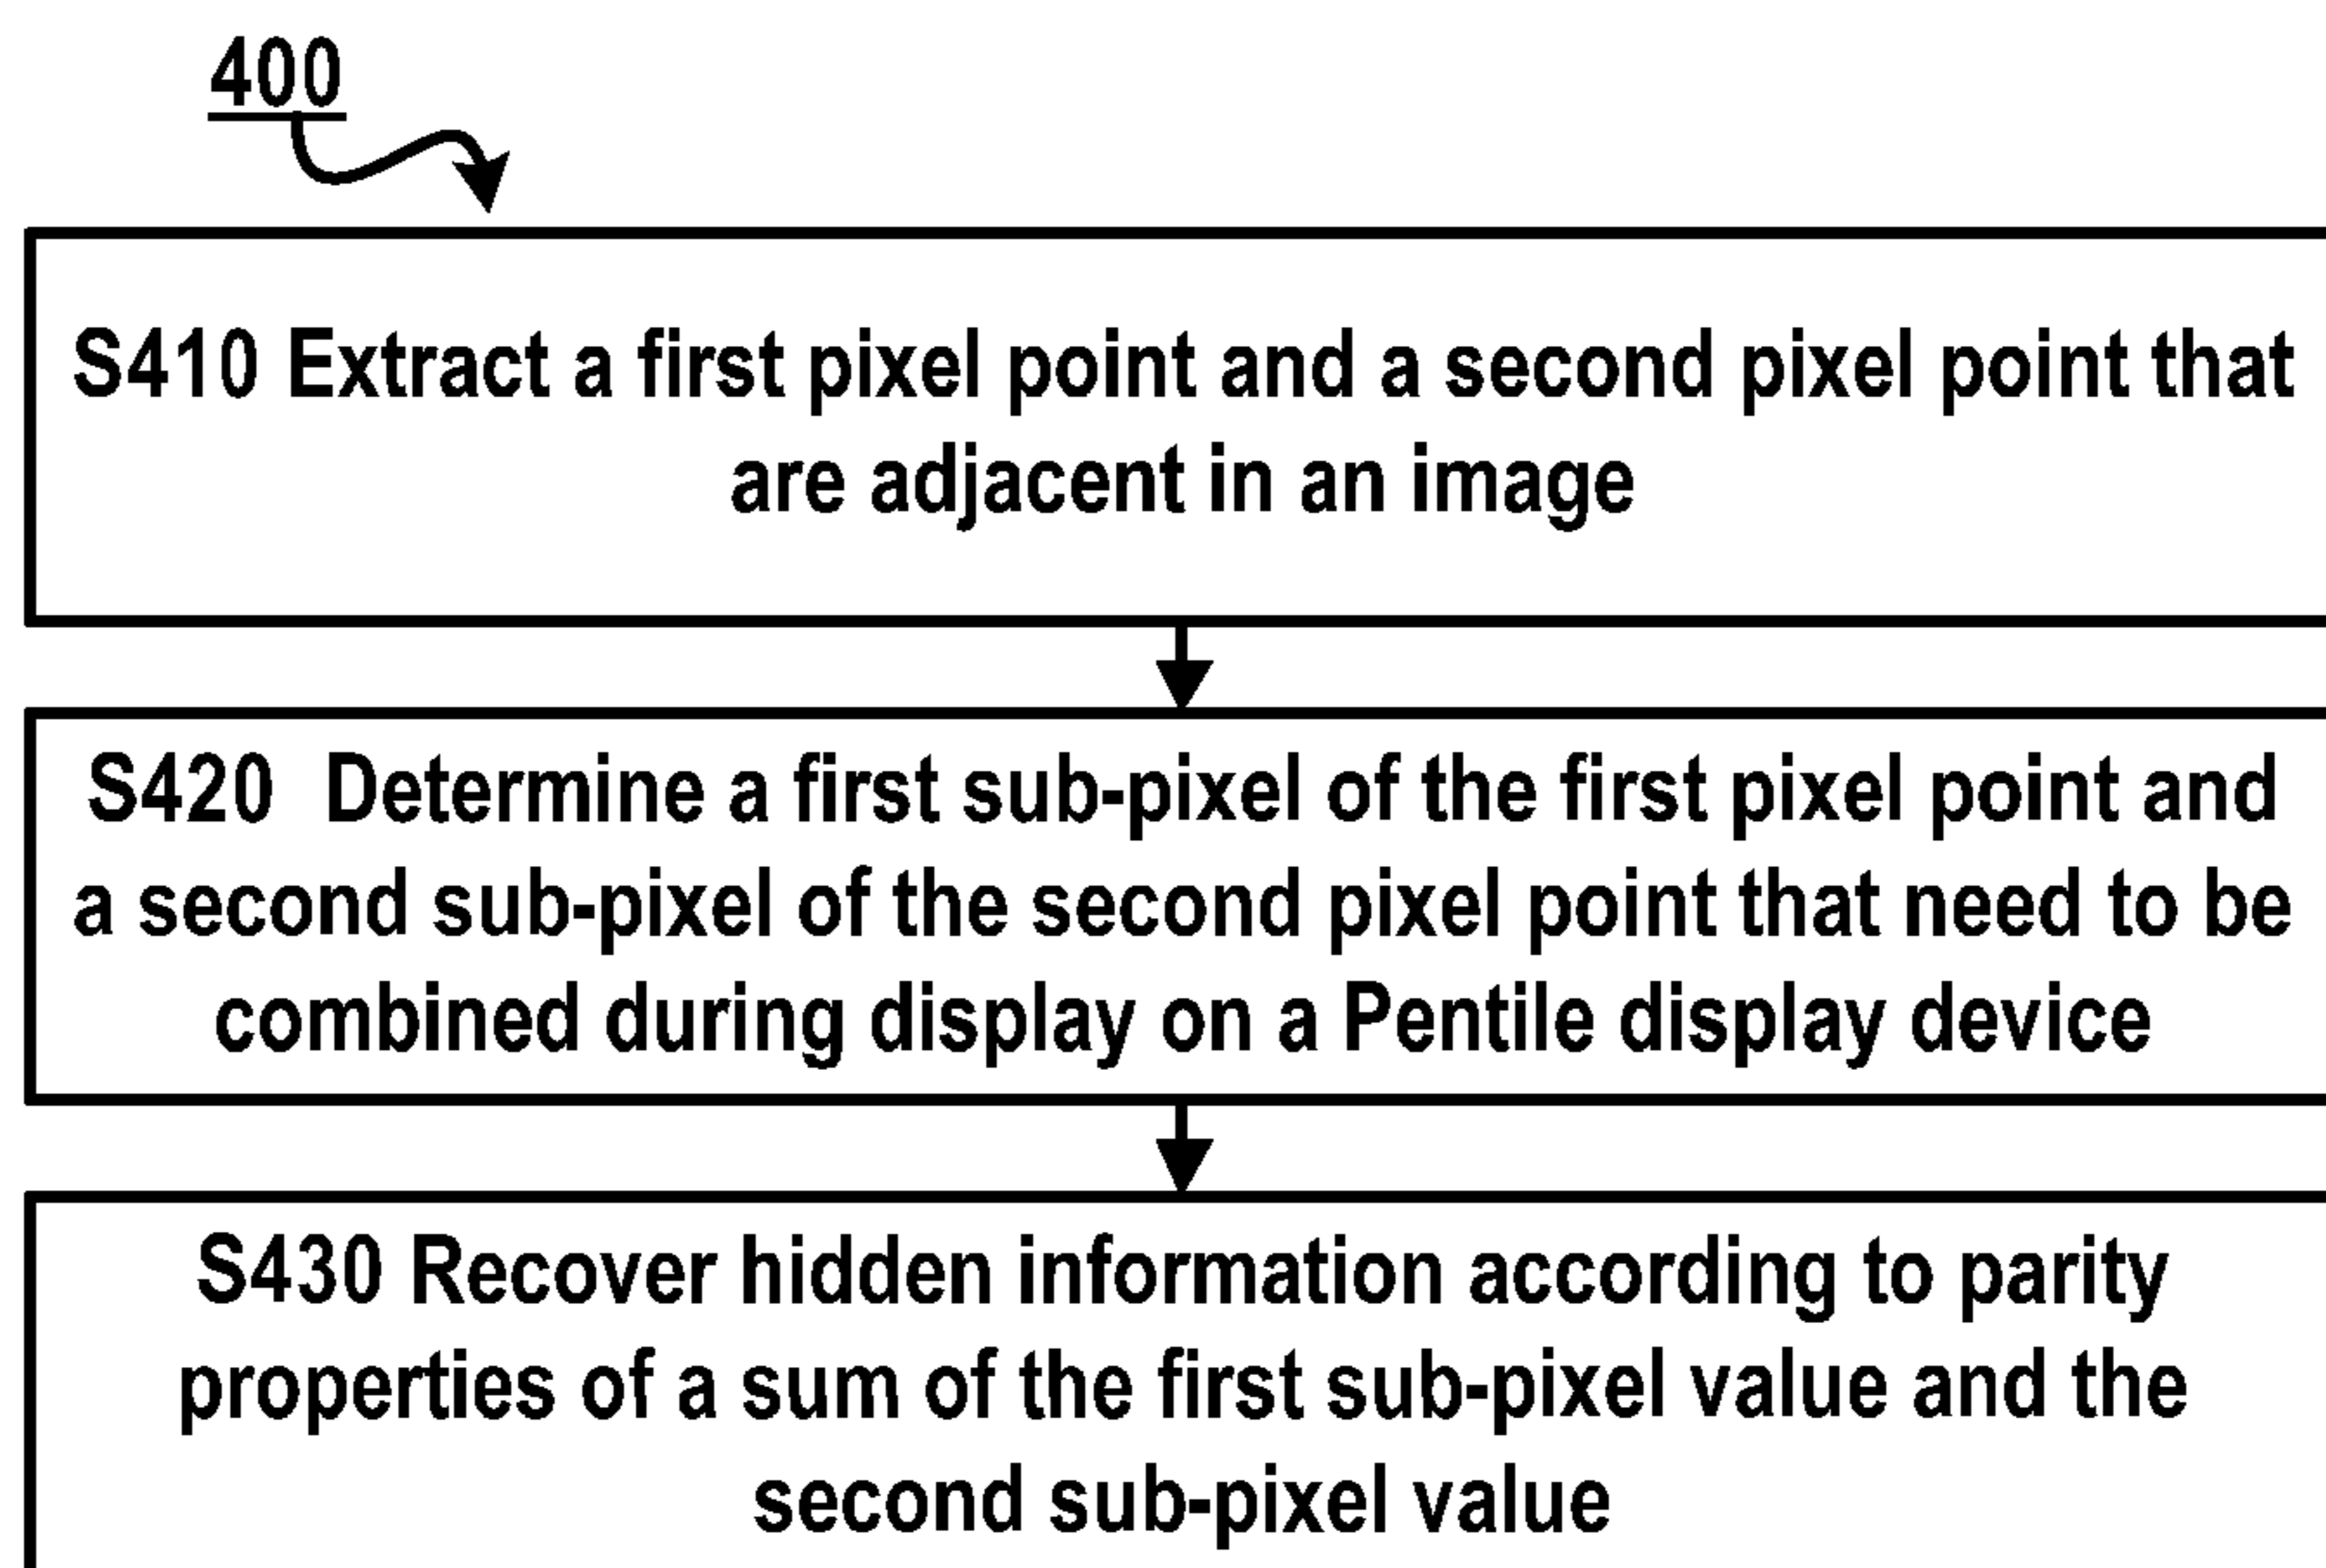 400
S410 Extract a first pixel point and a second pixel point that
are adjacent in an image
S420 Determine a first sub-pixel of the first pixel point and
a second sub-pixel of the second pixel point that need to be
combined during display on a Pentile display device
S430 Recover hidden information according to parity
properties of a sum of the first sub-pixel value and the
second sub-pixel value